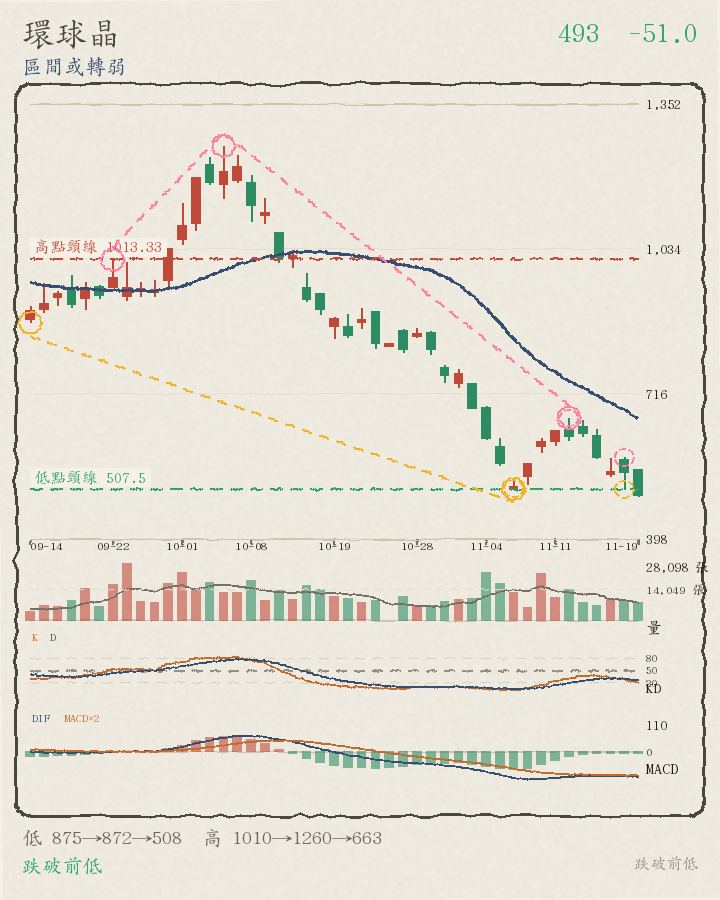 環球晶
493 -51.0
區間或轉弱
1,352
高點頸線 1013.33
1,034
716
低點頸線 507.5
398
09-14 09-22 10-01 10-08 10-19 10-28 11-04 11-11 11-19
28,098 張
14,049 張
量
K D
80
50
20
KD
DIF MACD×2
110
0
MACD
低 875→872→508 高 1010→1260→663
跌破前低
跌破前低